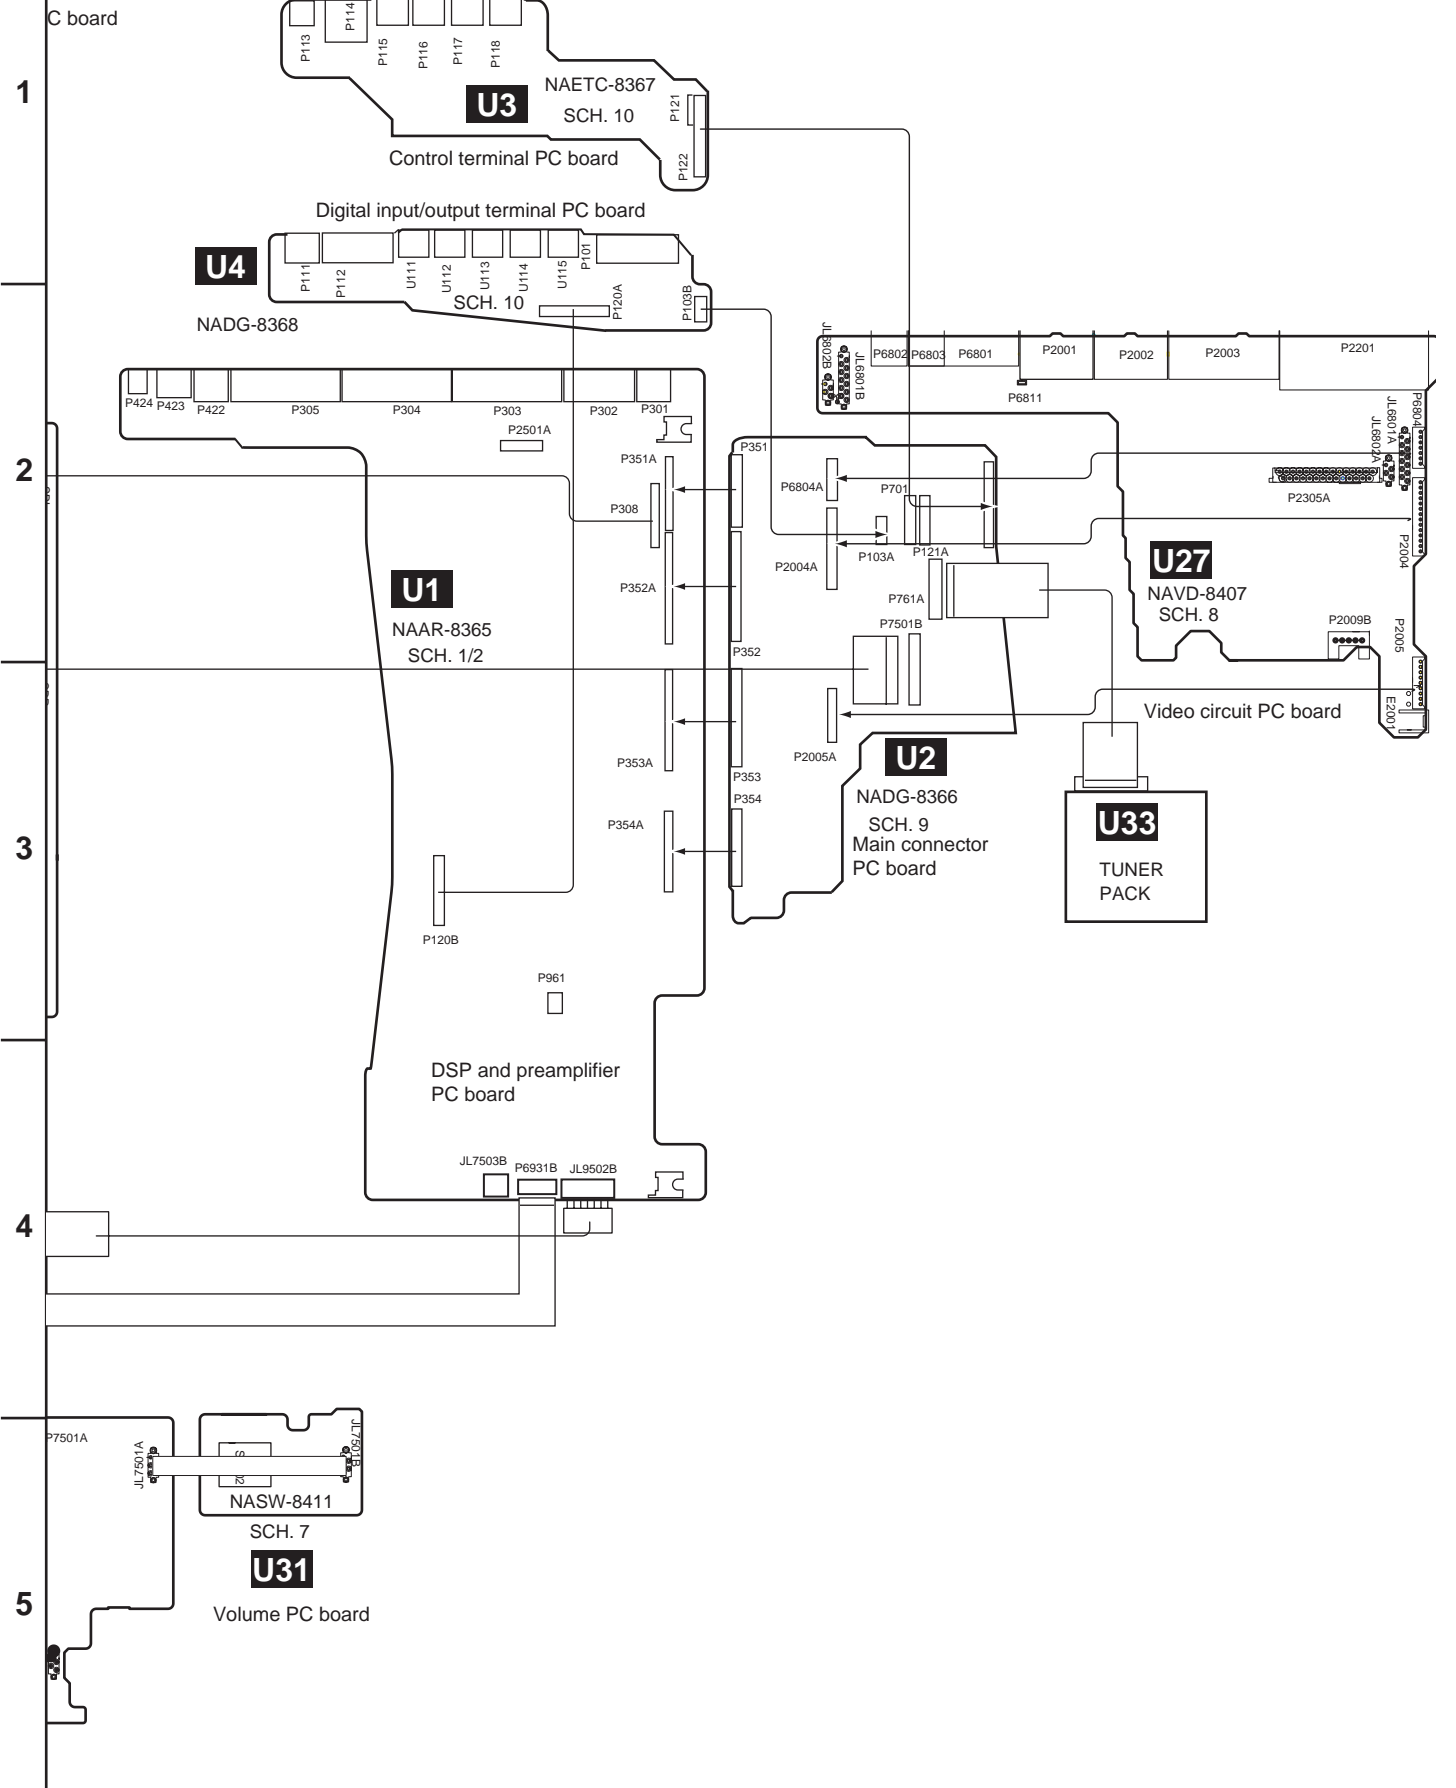 C board
P113
P114
P115
P116
P117
P118
1
U3
NAETC-8367
SCH. 10
P121
P122
Control terminal PC board
Digital input/output terminal PC board
U4
P111
P112
U111
U112
U113
U114
U115
P101
SCH. 10
P120A
P103B
NADG-8368
JL6802B
JL6801B
P6802
P6803
P6801
P2001
P2002
P2003
P2201
P6811
P424
P423
P422
P305
P304
P303
P302
P301
P2501A
JL6801A
JL6802A
P6804
2
P351A
P351
P308
P6804A
P701
P2305A
P352A
P2004A
P103A
P121A
P2004
U1
NAAR-8365
SCH. 1/2
P761A
P7501B
P352
U27
NAVD-8407
SCH. 8
P2009B
P2005
E2001
Video circuit PC board
P353A
P353
P2005A
U2
NADG-8366
SCH. 9
Main connector
PC board
3
P354A
P354
U33
TUNER
PACK
P120B
P961
DSP and preamplifier
PC board
JL7503B
P6931B
JL9502B
4
P7501A
JL7501A
JL7501B
NASW-8411
SCH. 7
U31
Volume PC board
5